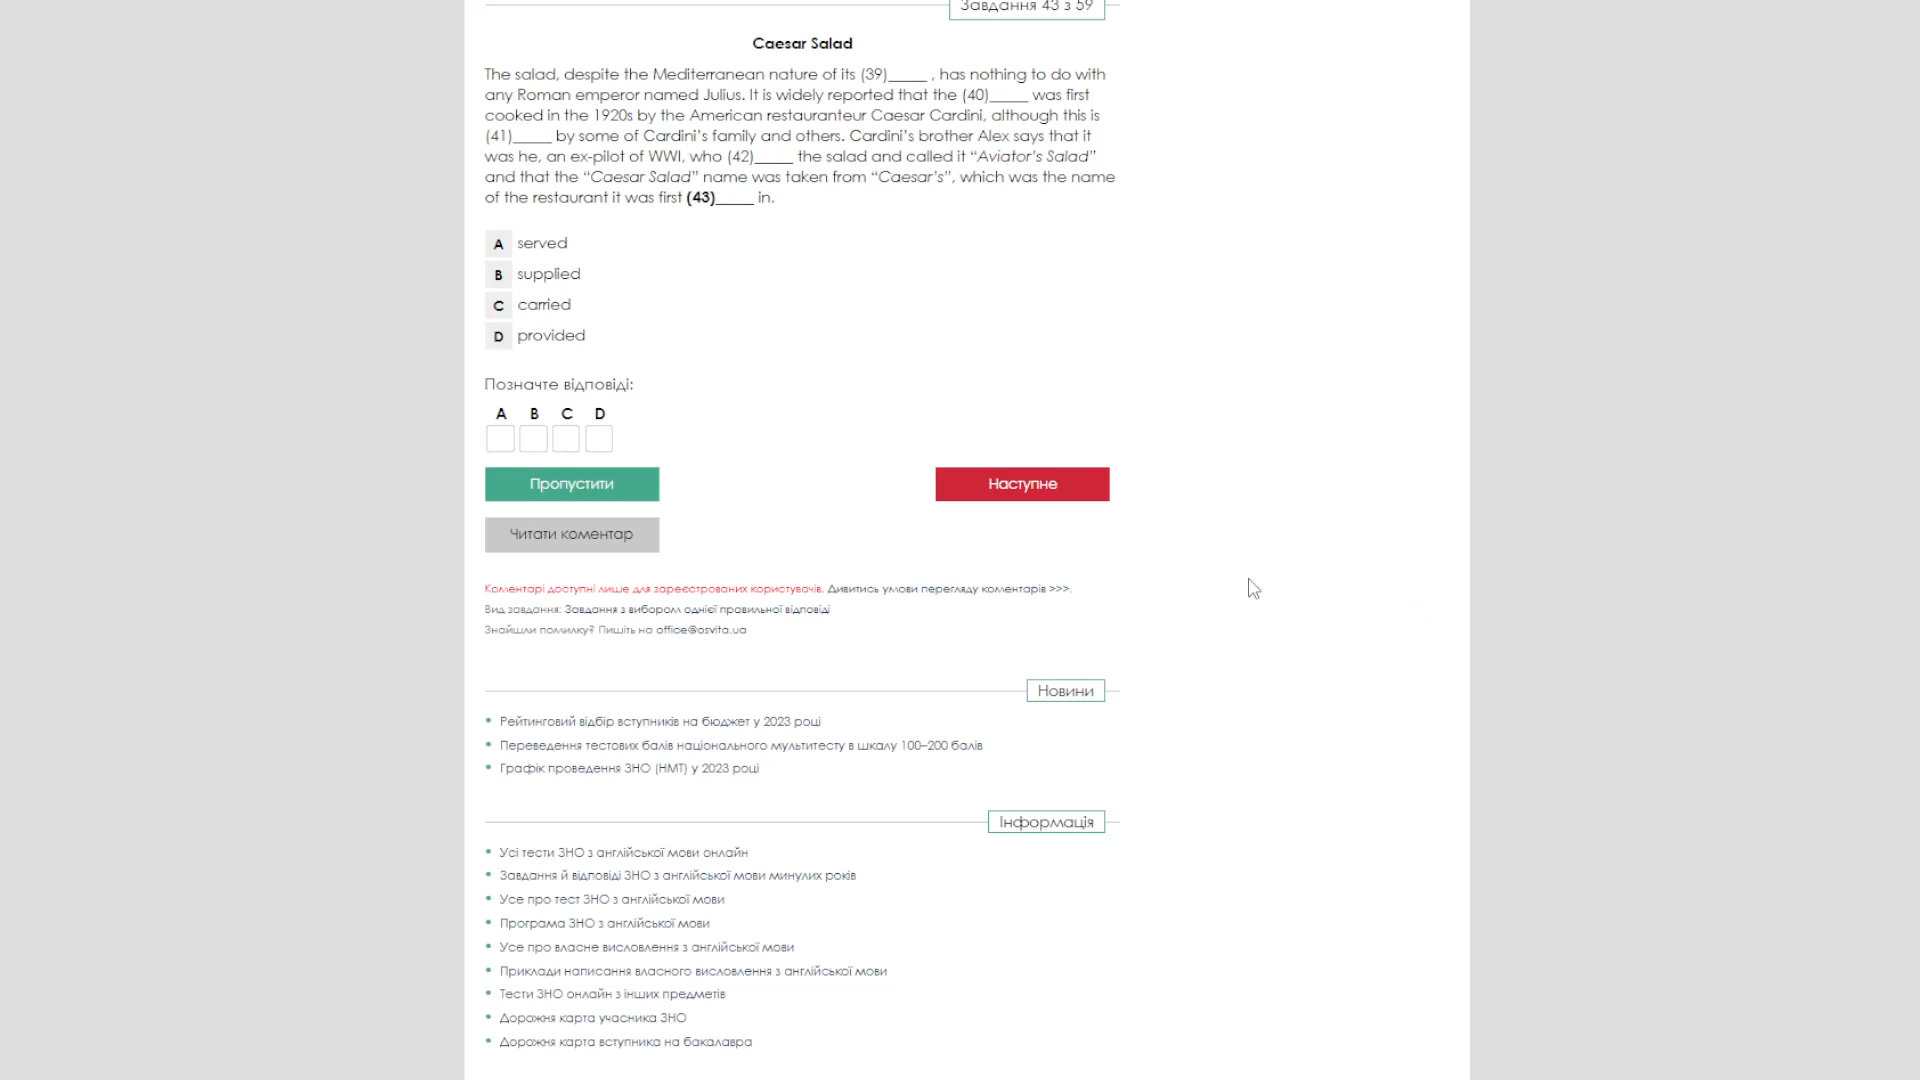 Завдання 43 з 59
Caesar Salad
The salad, despite the Mediterranean nature of its (39)_____ , has nothing to do with
any Roman emperor named Julius. It is widely reported that the (40)_____ was first
cooked in the 1920s by the American restauranteur Caesar Cardini, although this is
(41)_____ by some of Cardini’s family and others. Cardini’s brother Alex says that it
was he, an ex-pilot of WWI, who (42)_____ the salad and called it “Aviator’s Salad”
and that the “Caesar Salad” name was taken from “Caesar’s”, which was the name
of the restaurant it was first (43)_____ in.
A served
B supplied
C carried
D provided
Позначте відповіді:
A B C D
Пропустити Наступне
Читати коментар
Коментарі доступні лише для зареєстрованих користувачів. Дивитись умови перегляду коментарів >>>.
Вид завдання: Завдання з вибором однієї правильної відповіді
Знайшли помилку? Пишіть на office@osvita.ua
Новини
• Рейтинговий відбір вступників на бюджет у 2023 році
• Переведення тестових балів національного мультитесту в шкалу 100–200 балів
• Графік проведення ЗНО (НМТ) у 2023 році
Інформація
• Усі тести ЗНО з англійської мови онлайн
• Завдання й відповіді ЗНО з англійської мови минулих років
• Усе про тест ЗНО з англійської мови
• Програма ЗНО з англійської мови
• Усе про власне висловлення з англійської мови
• Приклади написання власного висловлення з англійської мови
• Тести ЗНО онлайн з інших предметів
• Дорожня карта учасника ЗНО
• Дорожня карта вступника на бакалавра